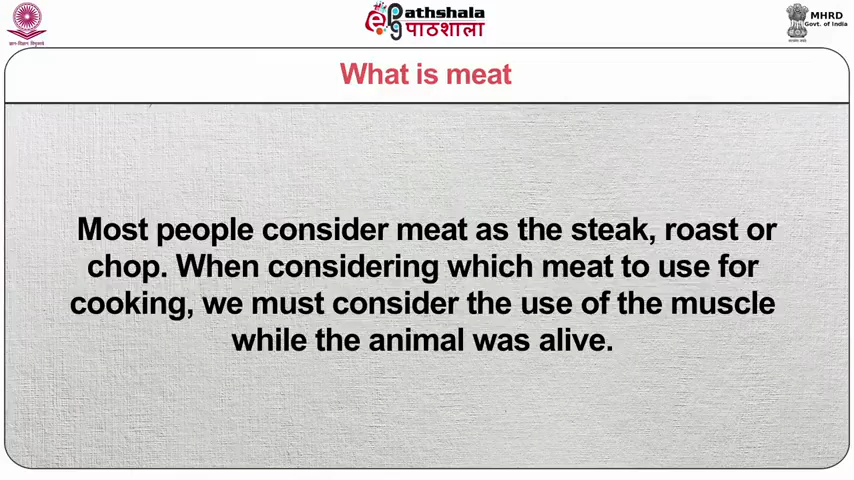 ePathshala
पाठशाला
MHRD
Govt. of India
ज्ञान-विज्ञान विमुक्तये
What is meat
Most people consider meat as the steak, roast or
chop. When considering which meat to use for
cooking, we must consider the use of the muscle
while the animal was alive.